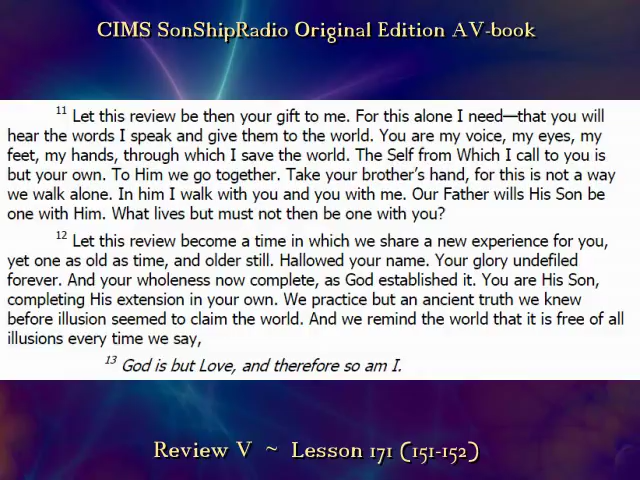 CIMS SonShipRadio Original Edition AV-book
11 Let this review be then your gift to me. For this alone I need—that you will
hear the words I speak and give them to the world. You are my voice, my eyes, my
feet, my hands, through which I save the world. The Self from Which I call to you is
but your own. To Him we go together. Take your brother's hand, for this is not a way
we walk alone. In him I walk with you and you with me. Our Father wills His Son be
one with Him. What lives but must not then be one with you?
12 Let this review become a time in which we share a new experience for you,
yet one as old as time, and older still. Hallowed your name. Your glory undefiled
forever. And your wholeness now complete, as God established it. You are His Son,
completing His extension in your own. We practice but an ancient truth we knew
before illusion seemed to claim the world. And we remind the world that it is free of all
illusions every time we say,
13 God is but Love, and therefore so am I.
Review V ~ Lesson 171 (151-152)